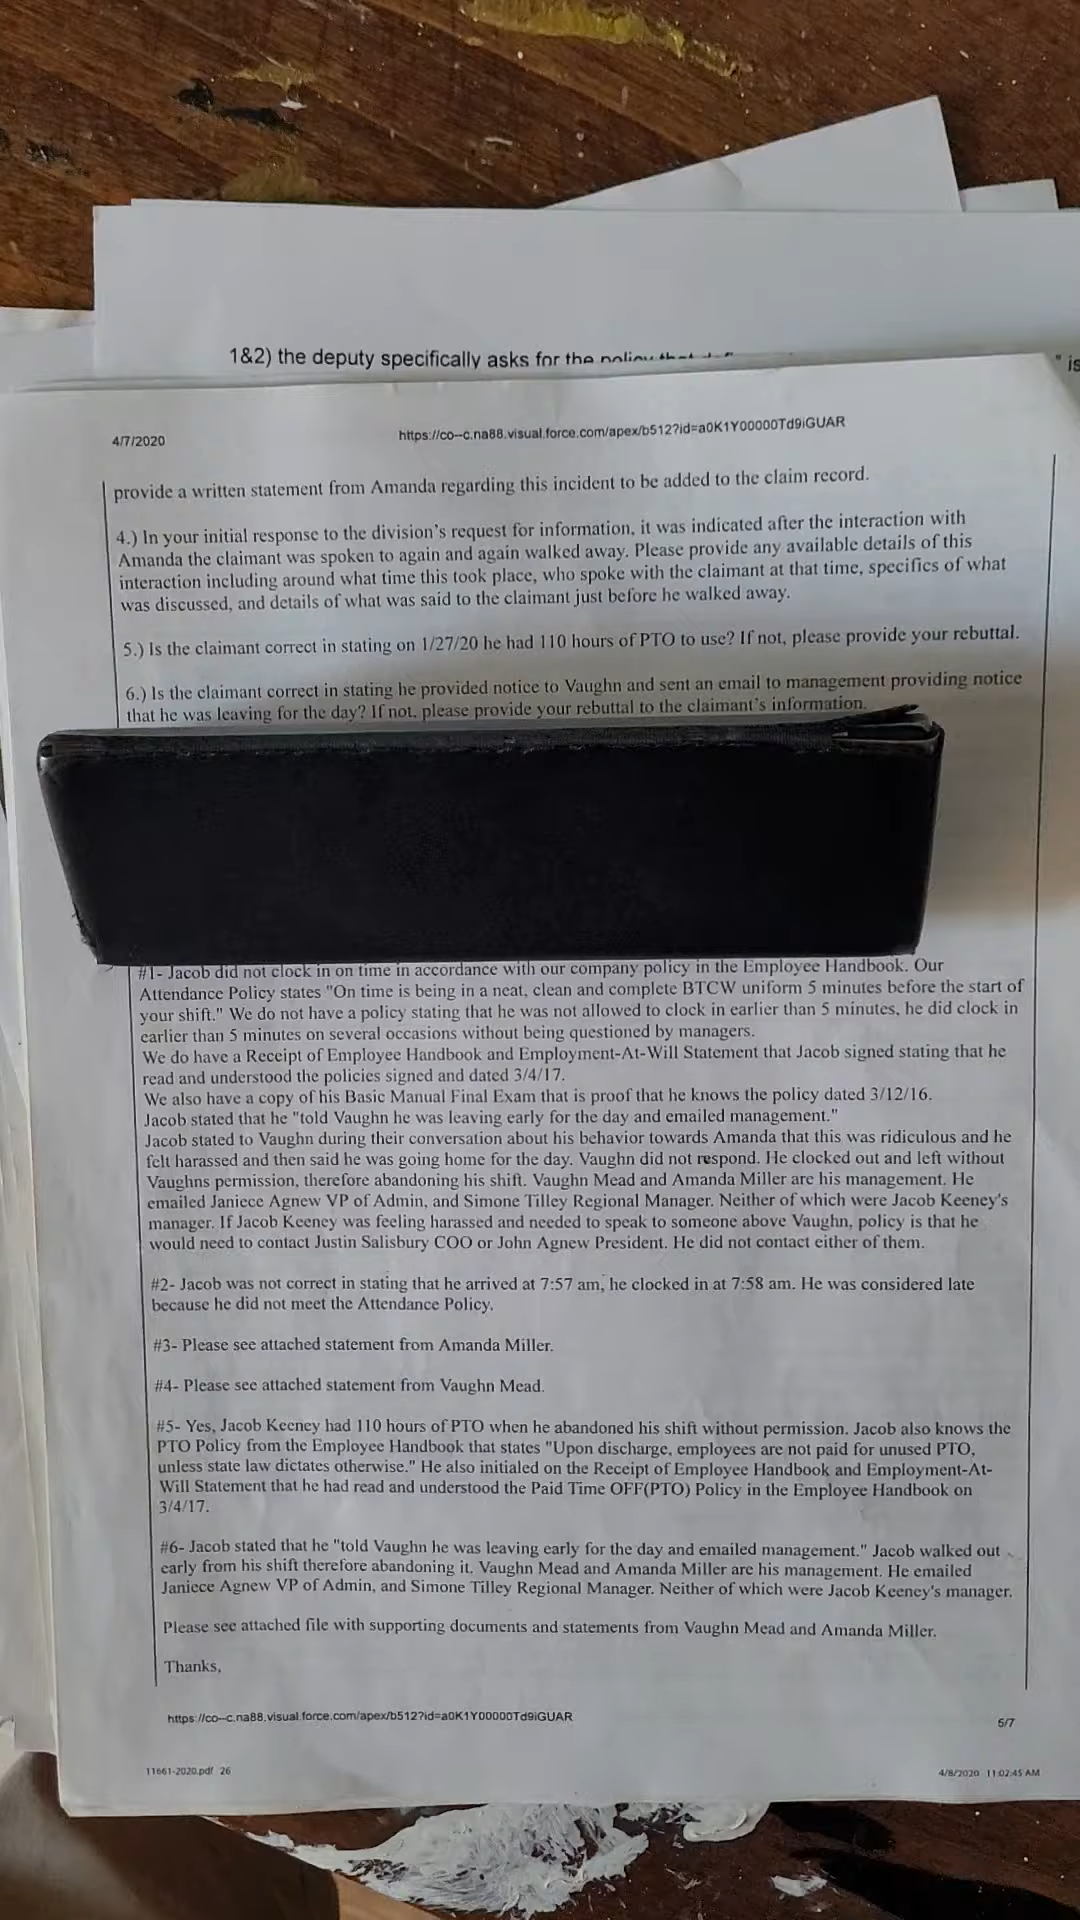 1&2) the deputy specifically asks for the policy that
" is
4/7/2020
https://co--c.na88.visual.force.com/apex/b512?id=a0K1Y00000Td9iGUAR
provide a written statement from Amanda regarding this incident to be added to the claim record.
4.) In your initial response to the division's request for information, it was indicated after the interaction with
Amanda the claimant was spoken to again and again walked away. Please provide any available details of this
interaction including around what time this took place, who spoke with the claimant at that time, specifics of what
was discussed, and details of what was said to the claimant just before he walked away.
5.) Is the claimant correct in stating on 1/27/20 he had 110 hours of PTO to use? If not, please provide your rebuttal.
6.) Is the claimant correct in stating he provided notice to Vaughn and sent an email to management providing notice
that he was leaving for the day? If not, please provide your rebuttal to the claimant's information.
#1- Jacob did not clock in on time in accordance with our company policy in the Employee Handbook. Our
Attendance Policy states "On time is being in a neat, clean and complete BTCW uniform 5 minutes before the start of
your shift." We do not have a policy stating that he was not allowed to clock in earlier than 5 minutes, he did clock in
earlier than 5 minutes on several occasions without being questioned by managers.
We do have a Receipt of Employee Handbook and Employment-At-Will Statement that Jacob signed stating that he
read and understood the policies signed and dated 3/4/17.
We also have a copy of his Basic Manual Final Exam that is proof that he knows the policy dated 3/12/16.
Jacob stated that he "told Vaughn he was leaving early for the day and emailed management."
Jacob stated to Vaughn during their conversation about his behavior towards Amanda that this was ridiculous and he
felt harassed and then said he was going home for the day. Vaughn did not respond. He clocked out and left without
Vaughns permission, therefore abandoning his shift. Vaughn Mead and Amanda Miller are his management. He
emailed Janiece Agnew VP of Admin, and Simone Tilley Regional Manager. Neither of which were Jacob Keeney's
manager. If Jacob Keeney was feeling harassed and needed to speak to someone above Vaughn, policy is that he
would need to contact Justin Salisbury COO or John Agnew President. He did not contact either of them.
#2- Jacob was not correct in stating that he arrived at 7:57 am, he clocked in at 7:58 am. He was considered late
because he did not meet the Attendance Policy.
#3- Please see attached statement from Amanda Miller.
#4- Please see attached statement from Vaughn Mead.
#5- Yes, Jacob Keeney had 110 hours of PTO when he abandoned his shift without permission. Jacob also knows the
PTO Policy from the Employee Handbook that states "Upon discharge, employees are not paid for unused PTO,
unless state law dictates otherwise." He also initialed on the Receipt of Employee Handbook and Employment-At-
Will Statement that he had read and understood the Paid Time OFF(PTO) Policy in the Employee Handbook on
3/4/17.
#6- Jacob stated that he "told Vaughn he was leaving early for the day and emailed management." Jacob walked out
early from his shift therefore abandoning it. Vaughn Mead and Amanda Miller are his management. He emailed
Janiece Agnew VP of Admin, and Simone Tilley Regional Manager. Neither of which were Jacob Keeney's manager.
Please see attached file with supporting documents and statements from Vaughn Mead and Amanda Miller.
Thanks,
https://co--c.na88.visual.force.com/apex/b512?id=a0K1Y00000Td9iGUAR
5/7
11661-2020.pdf 26
4/8/2020 11:02:45 AM